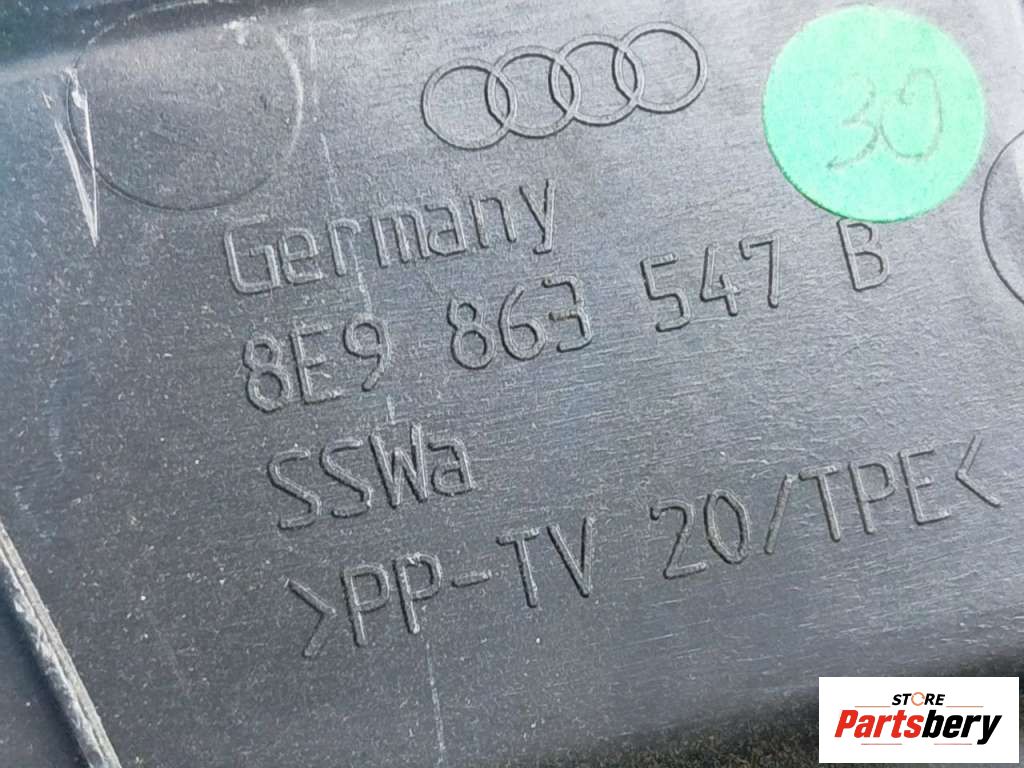 30
Germany
8E9 863 547 B
SSWa
>PP-TV 20/TPE<
STORE
Partsbery